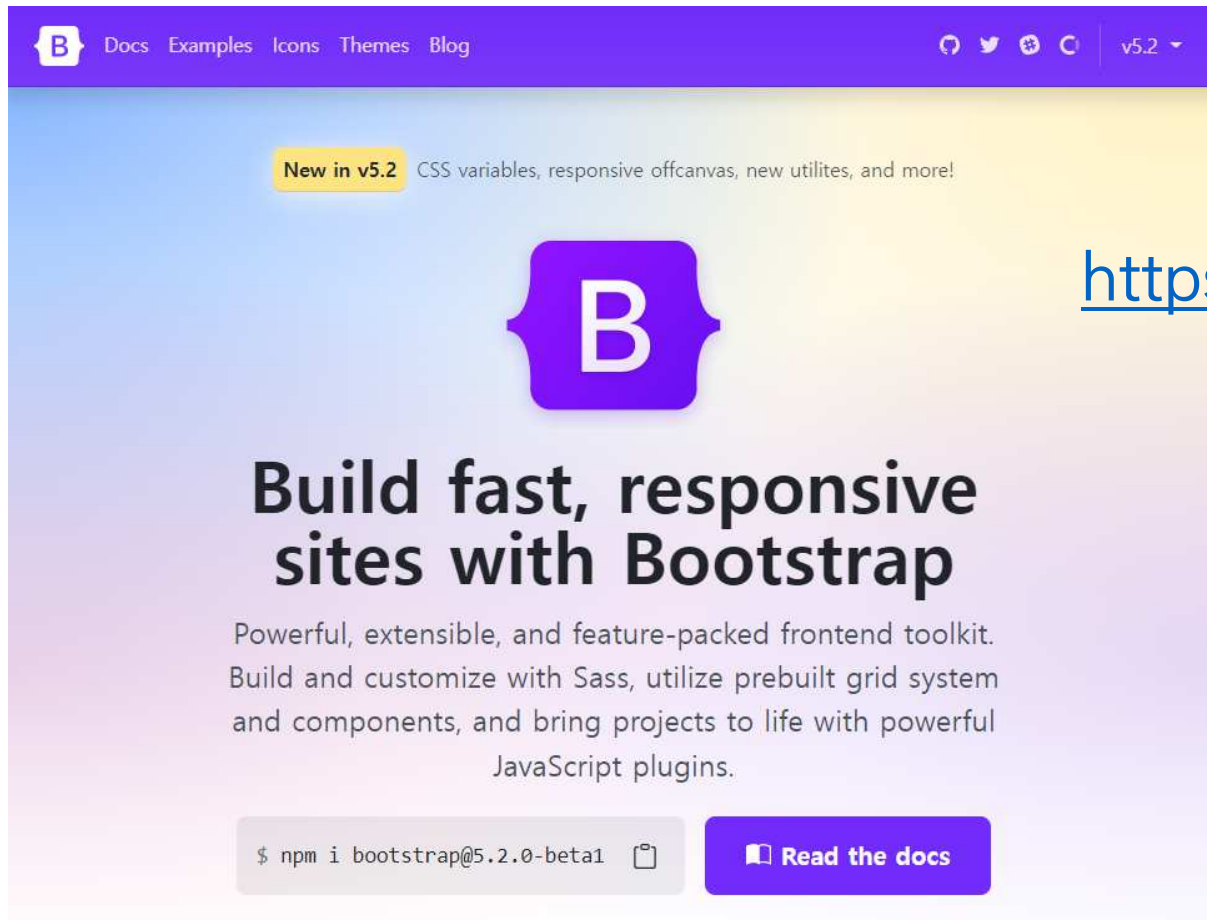 B Docs Examples Icons Themes Blog v5.2
New in v5.2 CSS variables, responsive offcanvas, new utilites, and more!
B
https
Build fast, responsive
sites with Bootstrap
Powerful, extensible, and feature-packed frontend toolkit.
Build and customize with Sass, utilize prebuilt grid system
and components, and bring projects to life with powerful
JavaScript plugins.
$ npm i bootstrap@5.2.0-beta1
Read the docs